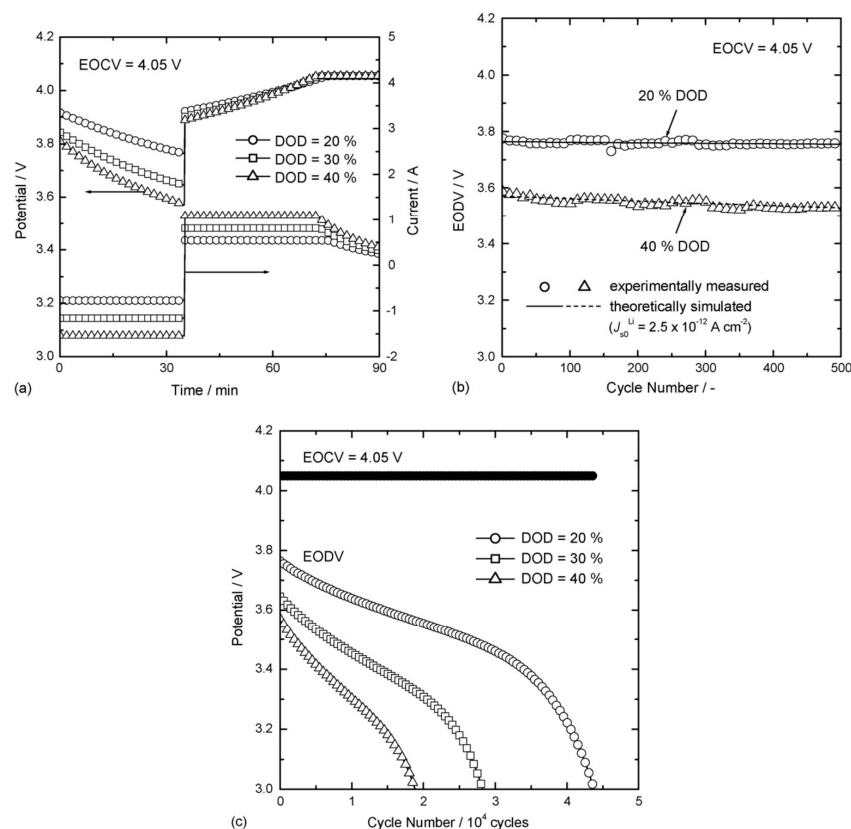 4.2
4.0
3.8
3.6
3.4
3.2
3.0
Potential / V
EOCV = 4.05 V
DOD = 20 %
DOD = 30 %
DOD = 40 %
5
4
3
2
1
0
-1
-2
Current / A
0 30 60 90
Time / min
(a)
4.2
4.0
3.8
3.6
3.4
3.2
3.0
EODV / V
EOCV = 4.05 V
20 % DOD
40 % DOD
experimentally measured
theoretically simulated
(J_s0^Li = 2.5 x 10^-12 A cm^-2)
0 100 200 300 400 500
Cycle Number / -
(b)
4.2
4.0
3.8
3.6
3.4
3.2
3.0
Potential / V
EOCV = 4.05 V
EODV
DOD = 20 %
DOD = 30 %
DOD = 40 %
0 1 2 3 4 5
Cycle Number / 10^4 cycles
(c)